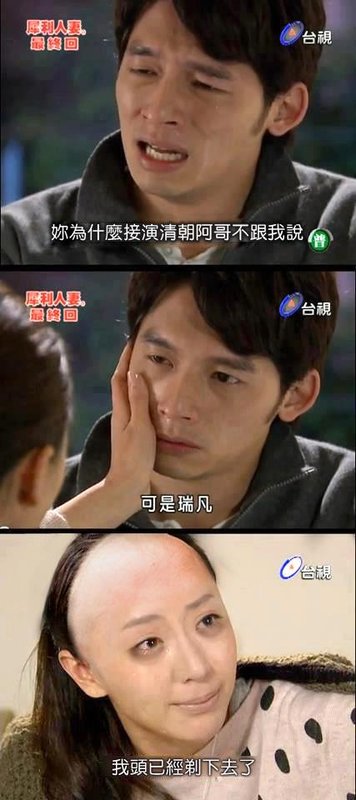 犀利人妻。
最終回
台視
妳為什麼接演清朝阿哥不跟我說
普
犀利人妻。
最終回
台視
可是瑞凡
台視
我頭已經剃下去了